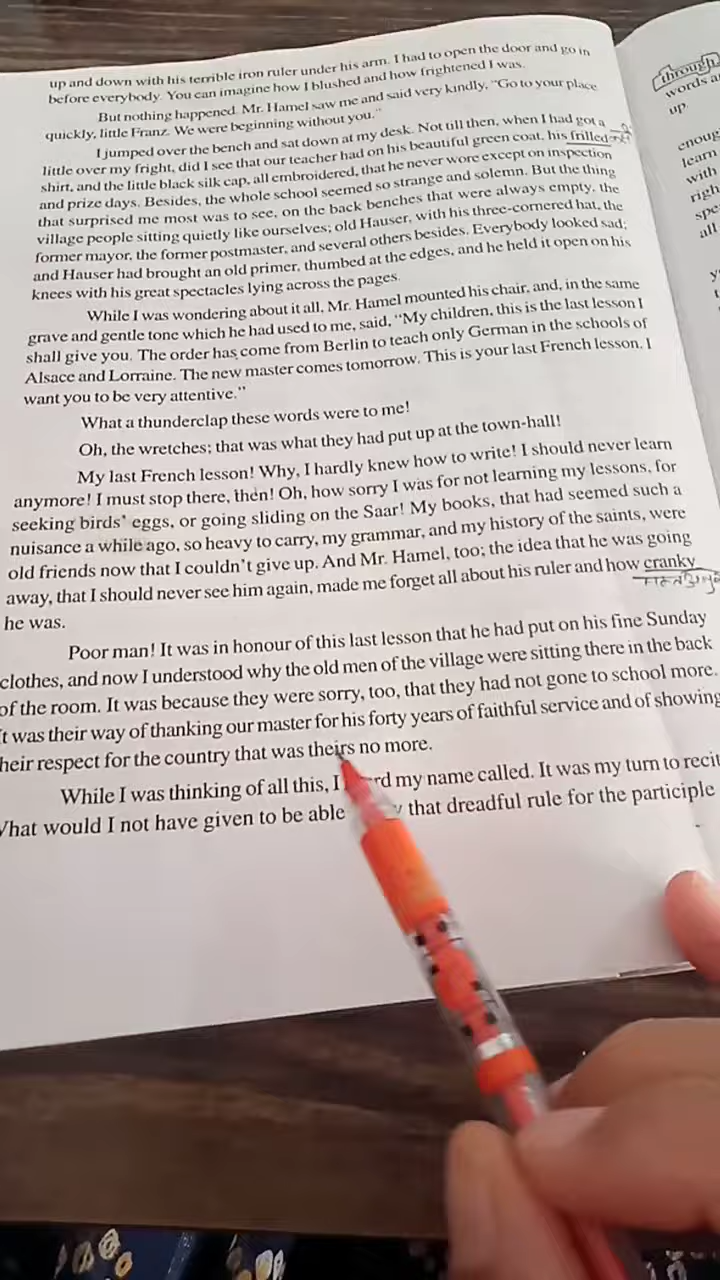 up and down with his terrible iron ruler under his arm. I had to open the door and go in
before everybody. You can imagine how I blushed and how frightened I was.
But nothing happened. Mr. Hamel saw me and said very kindly, "Go to your place
quickly, little Franz. We were beginning without you."
I jumped over the bench and sat down at my desk. Not till then, when I had got a
little over my fright, did I see that our teacher had on his beautiful green coat, his frilled
shirt, and the little black silk cap, all embroidered, that he never wore except on inspection
and prize days. Besides, the whole school seemed so strange and solemn. But the thing
that surprised me most was to see, on the back benches that were always empty, the
village people sitting quietly like ourselves; old Hauser, with his three-cornered hat, the
former mayor, the former postmaster, and several others besides. Everybody looked sad;
and Hauser had brought an old primer, thumbed at the edges, and he held it open on his
knees with his great spectacles lying across the pages.
While I was wondering about it all, Mr. Hamel mounted his chair, and, in the same
grave and gentle tone which he had used to me, said, "My children, this is the last lesson I
shall give you. The order has come from Berlin to teach only German in the schools of
Alsace and Lorraine. The new master comes tomorrow. This is your last French lesson. I
want you to be very attentive."
What a thunderclap these words were to me!
Oh, the wretches; that was what they had put up at the town-hall!
My last French lesson! Why, I hardly knew how to write! I should never learn
anymore! I must stop there, then! Oh, how sorry I was for not learning my lessons, for
seeking birds' eggs, or going sliding on the Saar! My books, that had seemed such a
nuisance a while ago, so heavy to carry, my grammar, and my history of the saints, were
old friends now that I couldn't give up. And Mr. Hamel, too; the idea that he was going
away, that I should never see him again, made me forget all about his ruler and how cranky
he was.
Poor man! It was in honour of this last lesson that he had put on his fine Sunday
clothes, and now I understood why the old men of the village were sitting there in the back
of the room. It was because they were sorry, too, that they had not gone to school more.
t was their way of thanking our master for his forty years of faithful service and of showing
heir respect for the country that was theirs no more.
While I was thinking of all this, I rd my name called. It was my turn to recit
What would I not have given to be able that dreadful rule for the participle
through
words a
up.
enoug
learn
with
righ
spe
all